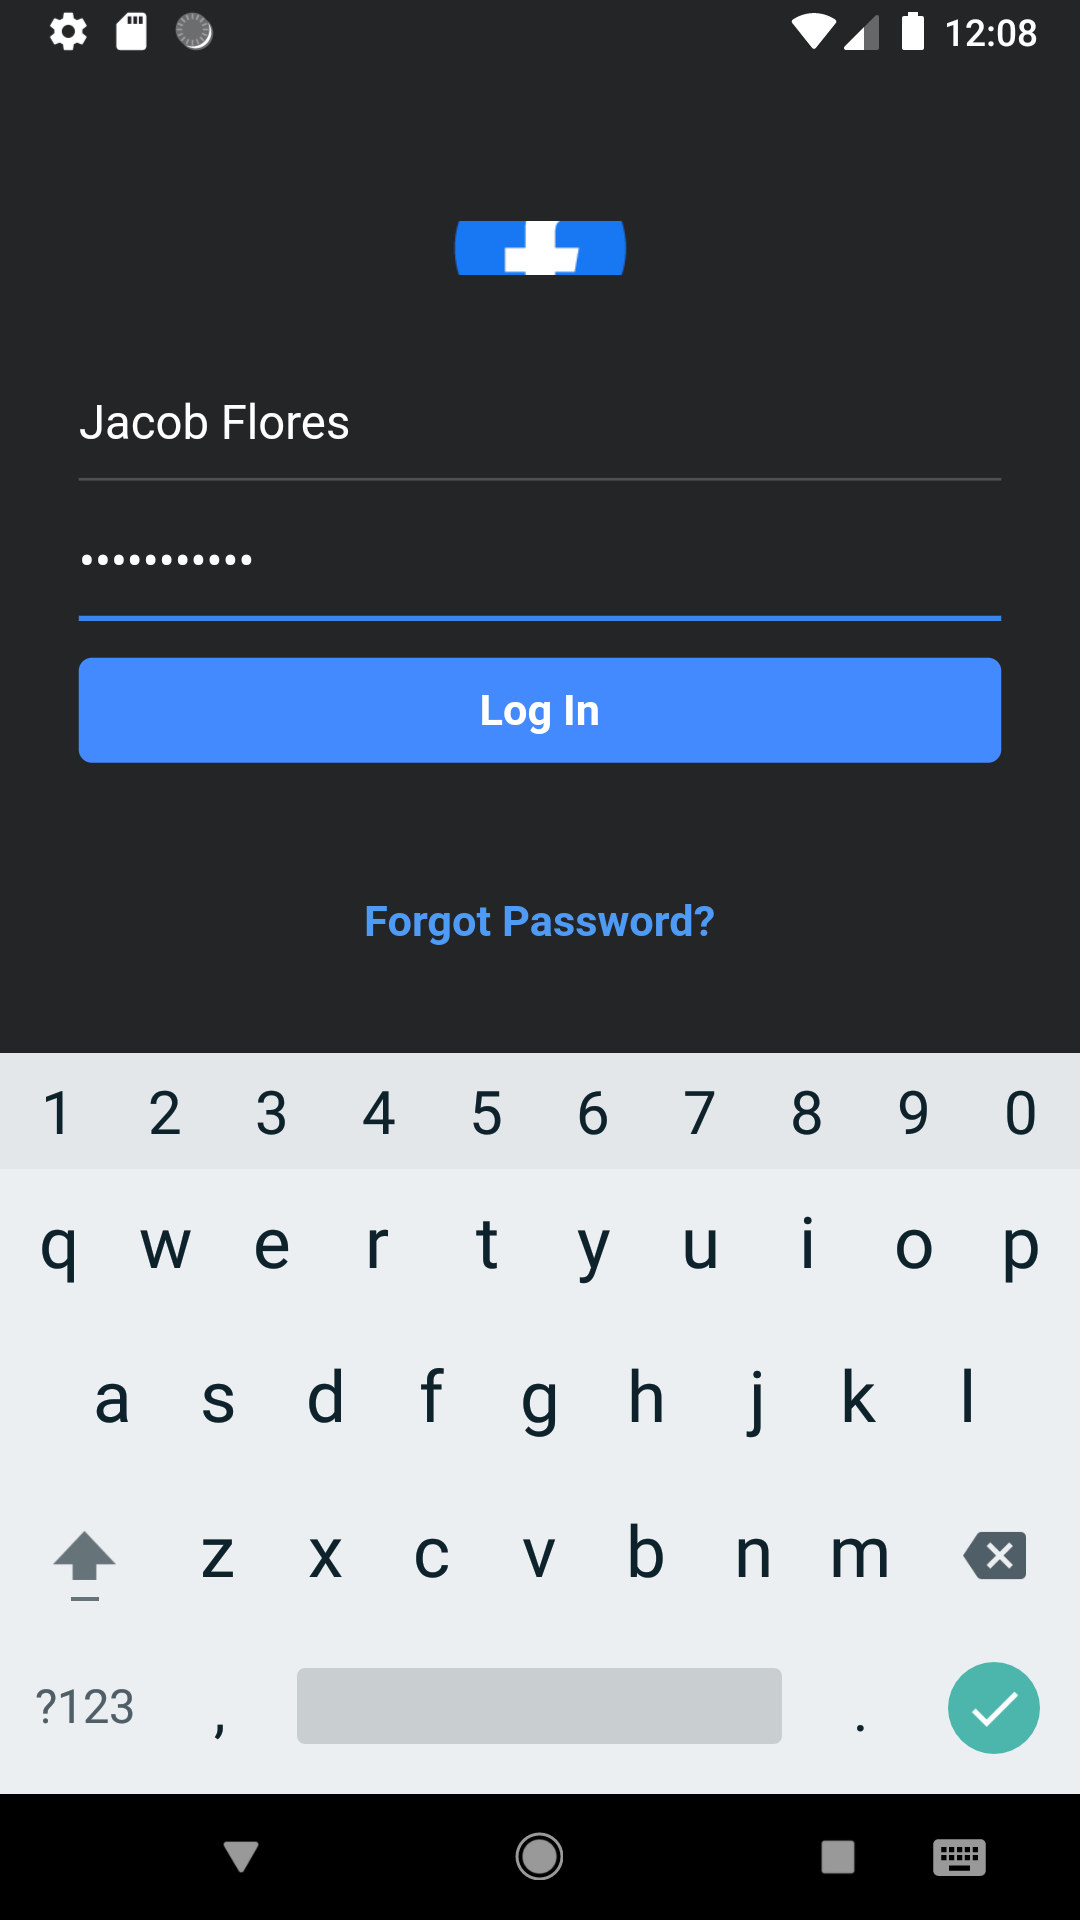 12:08
Jacob Flores
•••••••••••
Log In
Forgot Password?
1 2 3 4 5 6 7 8 9 0
q w e r t y u i o p
a s d f g h j k l
z x c v b n m
?123 , .